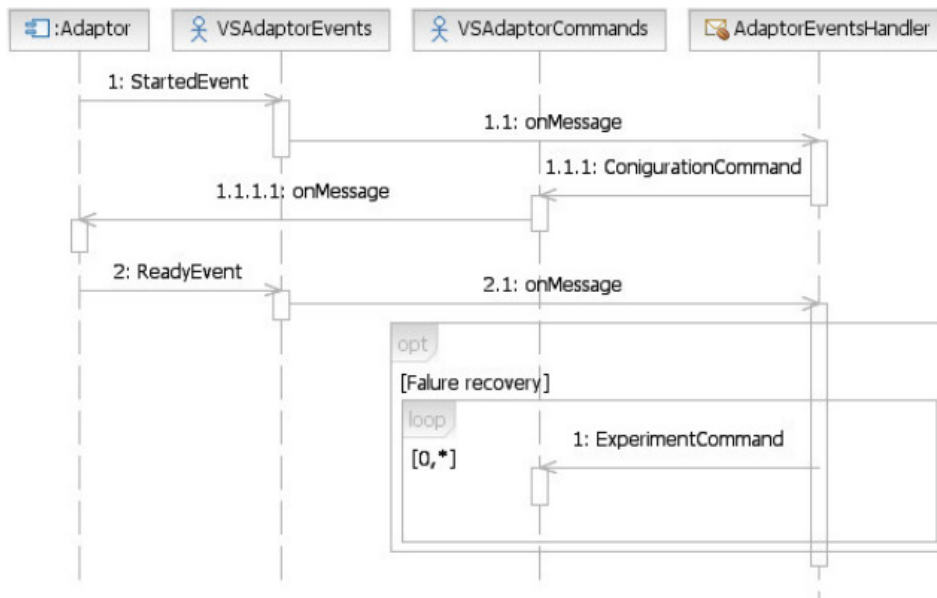 :Adaptor
VSAdaptorEvents
VSAdaptorCommands
AdaptorEventsHandler
1: StartedEvent
1.1: onMessage
1.1.1: ConigurationCommand
1.1.1.1: onMessage
2: ReadyEvent
2.1: onMessage
opt
[Falure recovery]
loop
1: ExperimentCommand
[0,*]